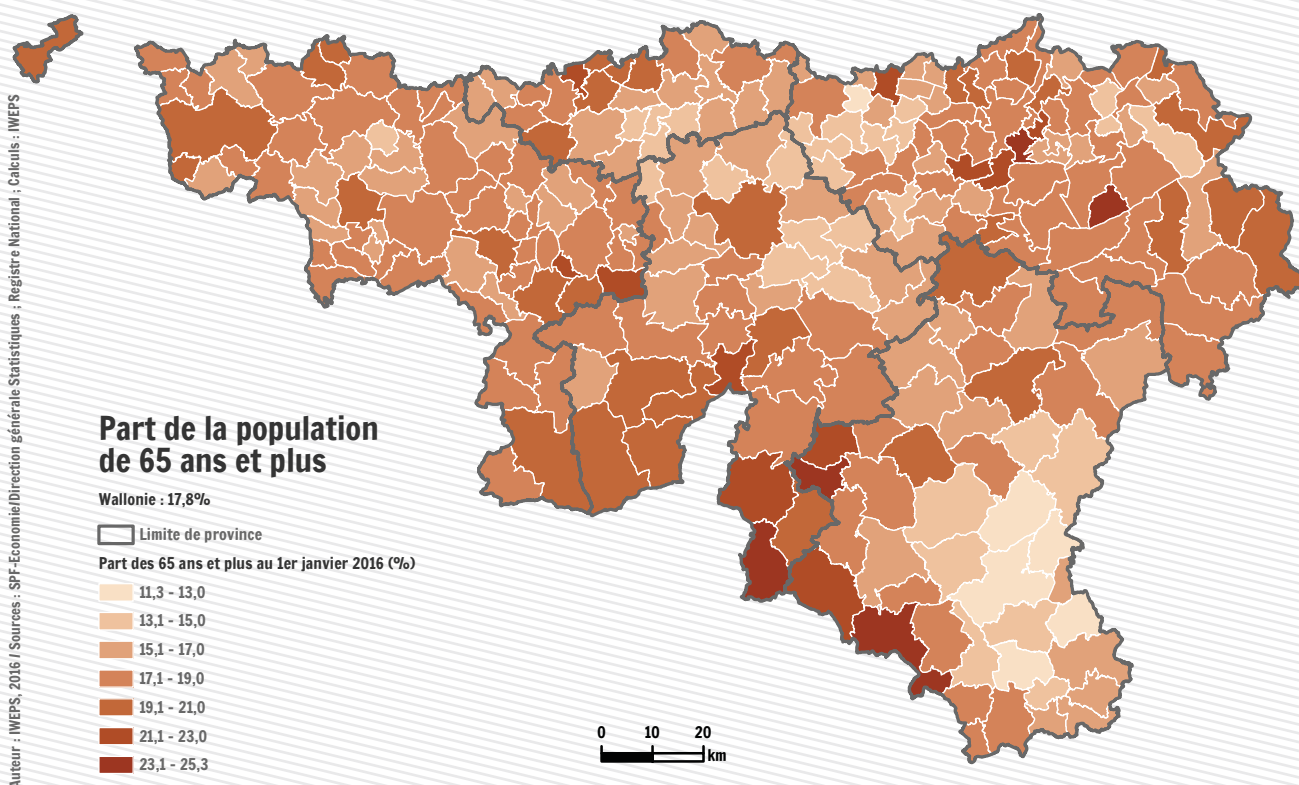 Part de la population
de 65 ans et plus
Wallonie : 17,8%
Limite de province
Part des 65 ans et plus au 1er janvier 2016 (%)
11,3 - 13,0
13,1 - 15,0
15,1 - 17,0
17,1 - 19,0
19,1 - 21,0
21,1 - 23,0
23,1 - 25,3
0 10 20
km
Auteur : IWEPS, 2016 / Sources : SPF-Economie/Direction générale Statistiques ; Registre National ; Calculs : IWEPS